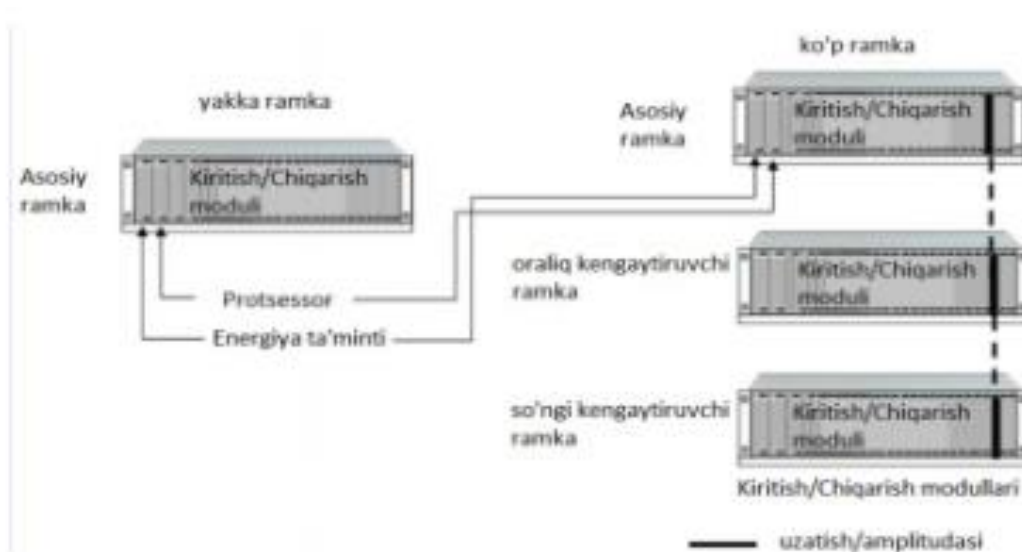 ko'p ramka
yakka ramka
Asosiy
ramka
Kiritish/Chiqarish
moduli
Asosiy
ramka
Kiritish/Chiqarish
moduli
oraliq kengaytiruvchi
ramka
Kiritish/Chiqarish
moduli
Protsessor
Energiya ta'minti
so'ngi kengaytiruvchi
ramka
Kiritish/Chiqarish
moduli
Kiritish/Chiqarish modullari
uzatish/amplitudasi